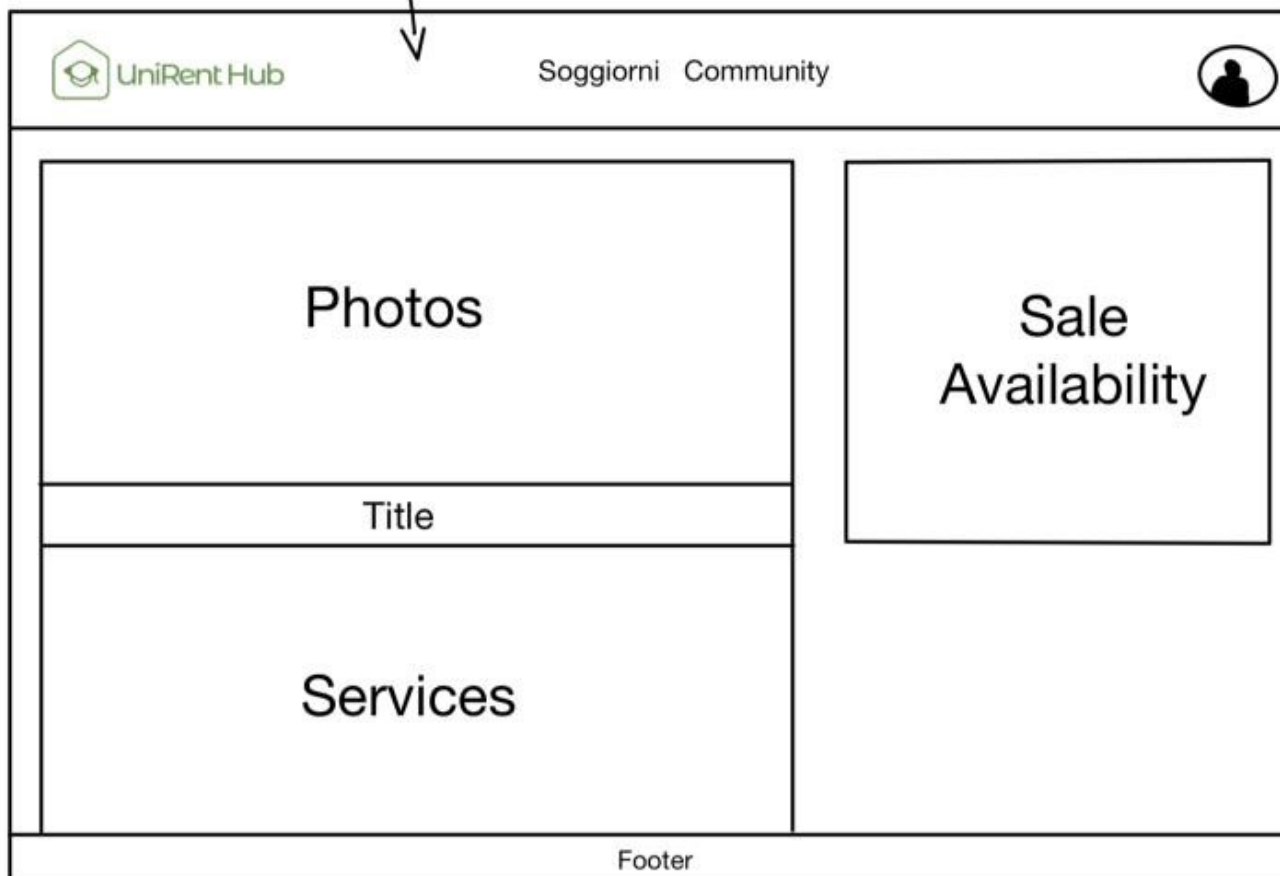 UniRent Hub
Soggiorni Community
Photos
Sale
Availability
Title
Services
Footer